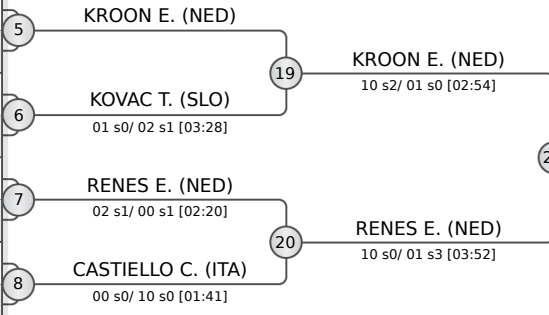 KROON E. (NED)
5
19
KROON E. (NED)
10 s2/ 01 s0 [02:54]
KOVAC T. (SLO)
6
01 s0/ 02 s1 [03:28]
RENES E. (NED)
7
02 s1/ 00 s1 [02:20]
20
RENES E. (NED)
10 s0/ 01 s3 [03:52]
CASTIELLO C. (ITA)
8
00 s0/ 10 s0 [01:41]